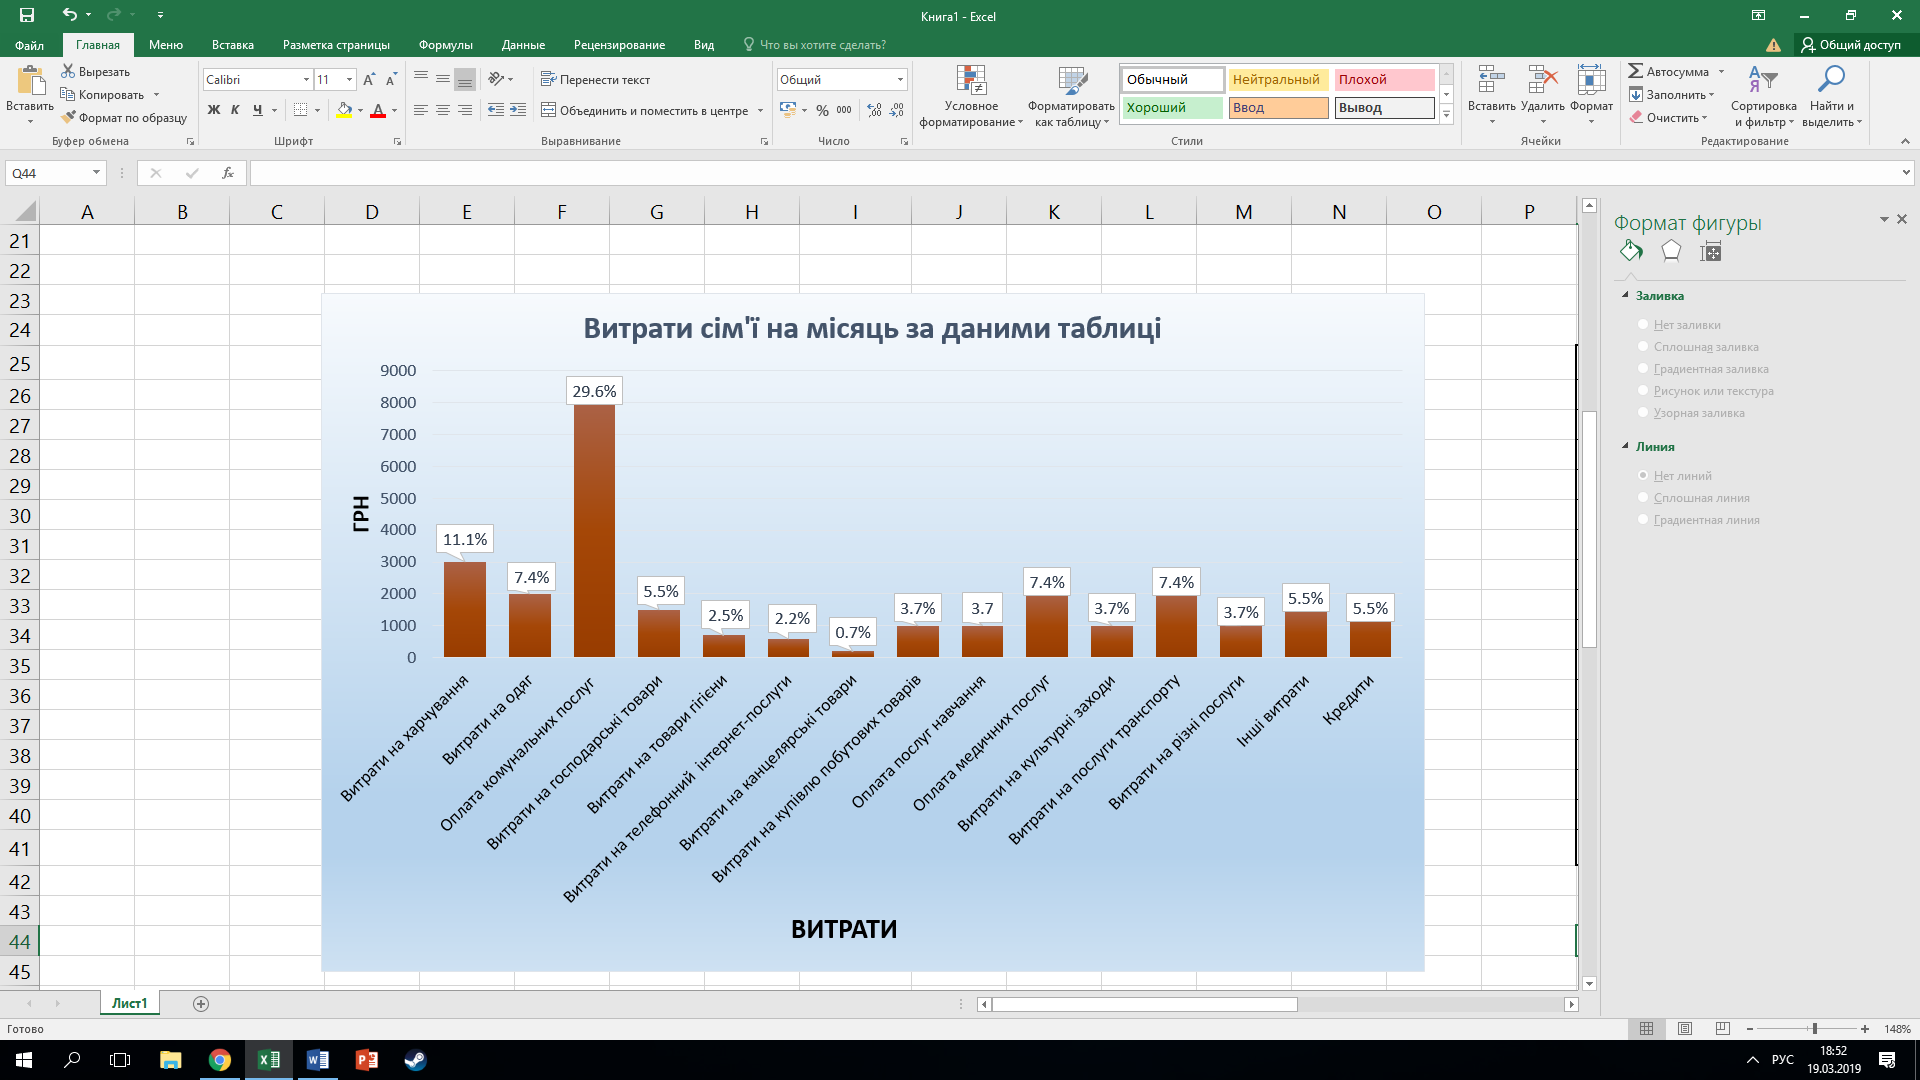 Книга1 - Excel
Файл
Главная
Меню
Вставка
Разметка страницы
Формулы
Данные
Рецензирование
Вид
Что вы хотите сделать?
Общий доступ
Вставить
Вырезать
Копировать
Формат по образцу
Буфер обмена
Calibri
11
Ж К Ч
Шрифт
Перенести текст
Объединить и поместить в центре
Выравнивание
Общий
% 000
Число
Условное
форматирование
Форматировать
как таблицу
Обычный
Нейтральный
Плохой
Хороший
Ввод
Вывод
Стили
Вставить
Удалить
Формат
Ячейки
Автосумма
Заполнить
Очистить
Сортировка
и фильтр
Найти и
выделить
Редактирование
Q44
fx
A B C D E F G H I J K L M N O P
21
22
23
24
25
26
27
28
29
30
31
32
33
34
35
36
37
38
39
40
41
42
43
44
45
Витрати сім'ї на місяць за даними таблиці
9000
8000
7000
6000
5000
4000
3000
2000
1000
0
ГРН
11.1%
7.4%
29.6%
5.5%
2.5%
2.2%
0.7%
3.7%
3.7
7.4%
3.7%
7.4%
3.7%
5.5%
5.5%
Витрати на харчування
Витрати на одяг
Оплата комунальних послуг
Витрати на господарські товари
Витрати на товари гігієни
Витрати на телефонний інтернет-послуги
Витрати на канцелярські товари
Витрати на купівлю побутових товарів
Оплата послуг навчання
Оплата медичних послуг
Витрати на культурні заходи
Витрати на послуги транспорту
Витрати на різні послуги
Інші витрати
Кредити
ВИТРАТИ
Формат фигуры
Заливка
Нет заливки
Сплошная заливка
Градиентная заливка
Рисунок или текстура
Узорная заливка
Линия
Нет линий
Сплошная линия
Градиентная линия
Лист1
Готово
148%
РУС
18:52
19.03.2019